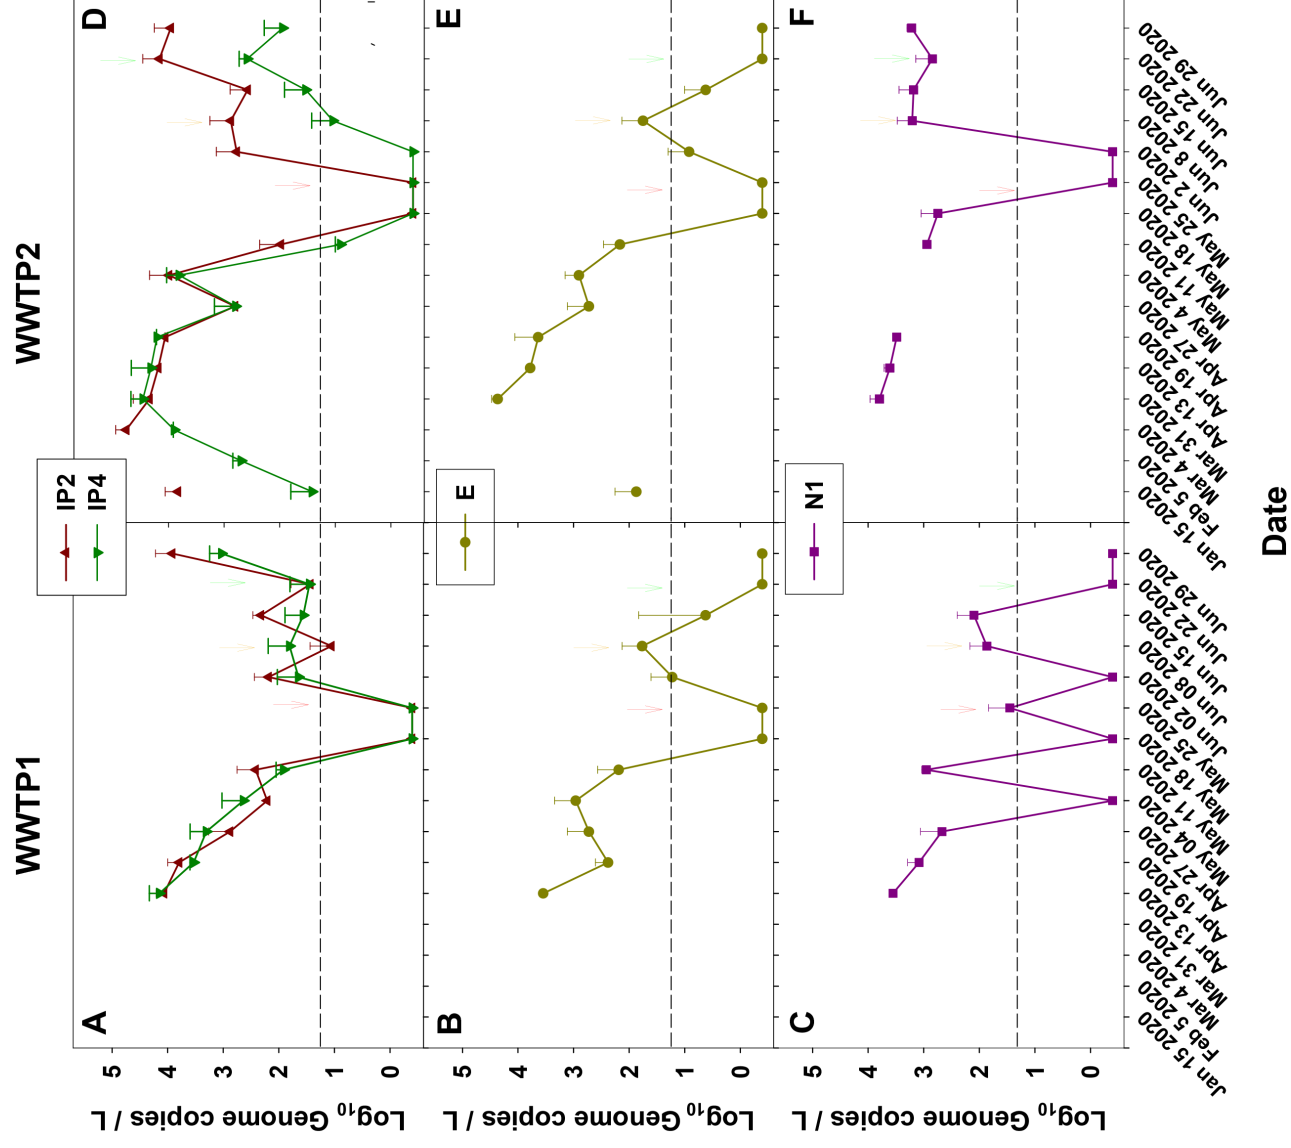 WWTP1
WWTP2
A
IP2
IP4
D
5
4
3
2
1
0
Log₁₀ Genome copies / L
B
E
E
5
4
3
2
1
0
Log₁₀ Genome copies / L
C
N1
F
5
4
3
2
1
0
Log₁₀ Genome copies / L
Jan 15 2020
Feb 5 2020
Mar 4 2020
Mar 31 2020
Apr 13 2020
Apr 19 2020
Apr 27 2020
May 04 2020
May 11 2020
May 18 2020
May 25 2020
Jun 02 2020
Jun 08 2020
Jun 15 2020
Jun 22 2020
Jun 29 2020
Jan 15 2020
Feb 5 2020
Mar 4 2020
Mar 31 2020
Apr 13 2020
Apr 19 2020
Apr 27 2020
May 4 2020
May 11 2020
May 18 2020
May 25 2020
Jun 2 2020
Jun 8 2020
Jun 15 2020
Jun 22 2020
Jun 29 2020
Date